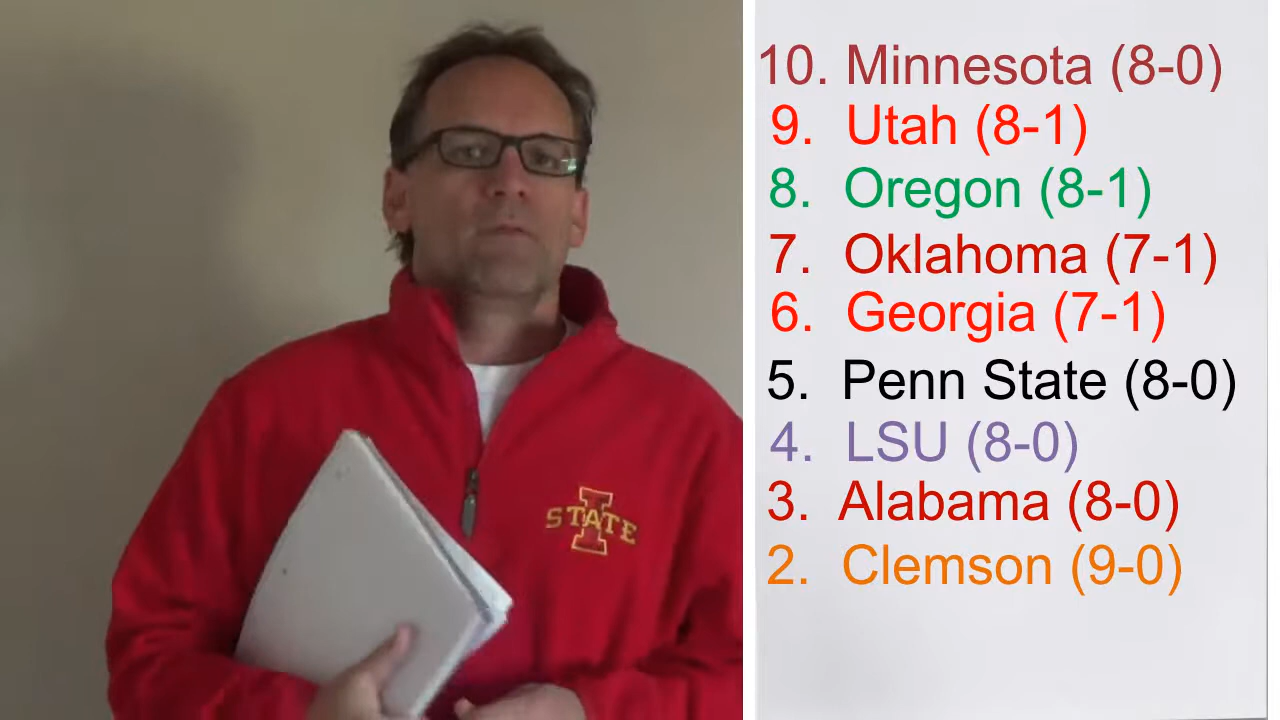 10. Minnesota (8-0)
9. Utah (8-1)
8. Oregon (8-1)
7. Oklahoma (7-1)
6. Georgia (7-1)
5. Penn State (8-0)
4. LSU (8-0)
3. Alabama (8-0)
2. Clemson (9-0)
I
STATE